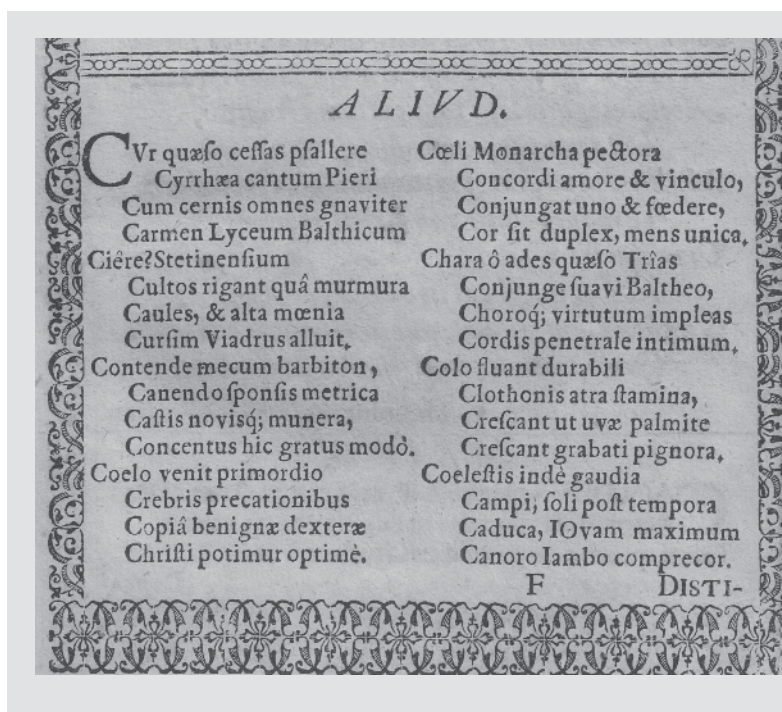 ALIVD.
CVr quæſo ceſſas pſallere
Cyrrhæa cantum Pieri
Cum cernis omnes gnaviter
Carmen Lyceum Balthicum
Ciêre? Stetinenſium
Cultos rigant quâ murmura
Caules, & alta mœnia
Curſim Viadrus alluit.
Contende mecum barbiton,
Canendo ſponſis metrica
Caſtis novisq́; munera,
Concentus hic gratus modò.
Coelo venit primordio
Crebris precationibus
Copiâ benignæ dexteræ
Chriſti potimur optimè.
Cœli Monarcha pectora
Concordi amore & vinculo,
Conjungat uno & fœdere,
Cor ſit duplex, mens unica.
Chara ô ades quæſò Trîas
Conjunge ſuavi Baltheo,
Choroq́; virtutum impleas
Cordis penetrale intimum.
Colo fluant durabili
Clothonis atra ſtamina,
Creſcant ut uvæ palmite
Creſcant grabati pignora.
Coeleſtis indè gaudia
Campi, ſoli poſt tempora
Caduca, IOvam maximum
Canoro Iambo comprecor.
F DISTI-